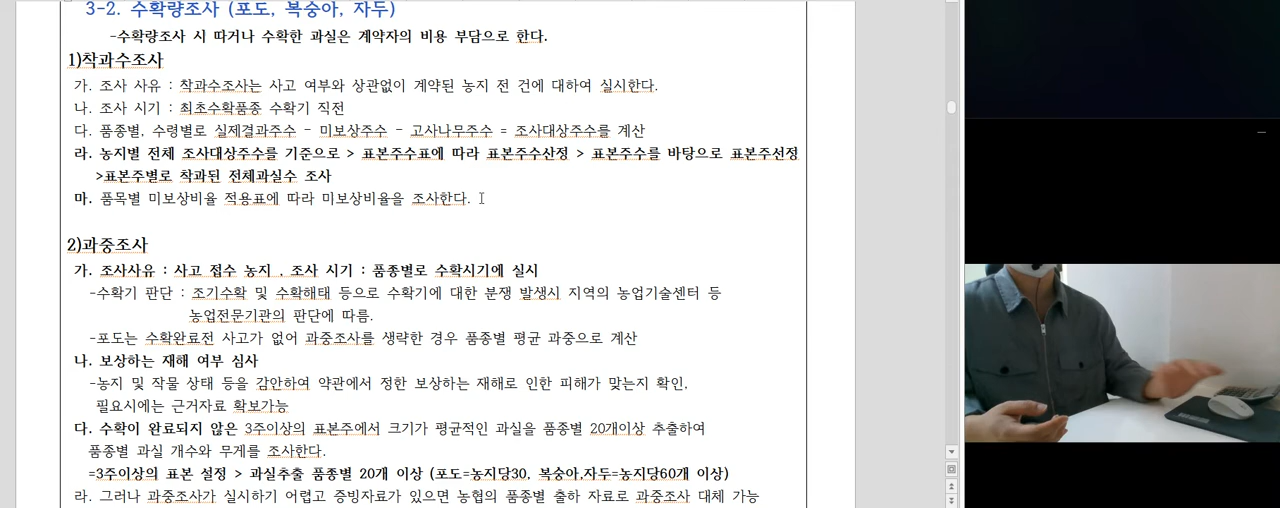 3-2. 수확량조사 (포도, 복숭아, 자두)
-수확량조사 시 따거나 수확한 과실은 계약자의 비용 부담으로 한다.
1)착과수조사
가. 조사 사유 : 착과수조사는 사고 여부와 상관없이 계약된 농지 전 건에 대하여 실시한다.
나. 조사 시기 : 최초수확품종 수확기 직전
다. 품종별, 수령별로 실제결과주수 - 미보상주수 - 고사나무주수 = 조사대상주수를 계산
라. 농지별 전체 조사대상주수를 기준으로 > 표본주수표에 따라 표본주수산정 > 표본주수를 바탕으로 표본주선정
>표본주별로 착과된 전체과실수 조사
마. 품목별 미보상비율 적용표에 따라 미보상비율을 조사한다.
2)과중조사
가. 조사사유 : 사고 접수 농지 , 조사 시기 : 품종별로 수확시기에 실시
-수확기 판단 : 조기수확 및 수확해태 등으로 수확기에 대한 분쟁 발생시 지역의 농업기술센터 등
농업전문기관의 판단에 따름.
-포도는 수확완료전 사고가 없어 과중조사를 생략한 경우 품종별 평균 과중으로 계산
나. 보상하는 재해 여부 심사
-농지 및 작물 상태 등을 감안하여 약관에서 정한 보상하는 재해로 인한 피해가 맞는지 확인,
필요시에는 근거자료 확보가능
다. 수확이 완료되지 않은 3주이상의 표본주에서 크기가 평균적인 과실을 품종별 20개이상 추출하여
품종별 과실 개수와 무게를 조사한다.
=3주이상의 표본 설정 > 과실추출 품종별 20개 이상 (포도=농지당30, 복숭아,자두=농지당60개 이상)
라. 그러나 과중조사가 실시하기 어렵고 증빙자료가 있으면 농협의 품종별 출하 자료로 과중조사 대체 가능